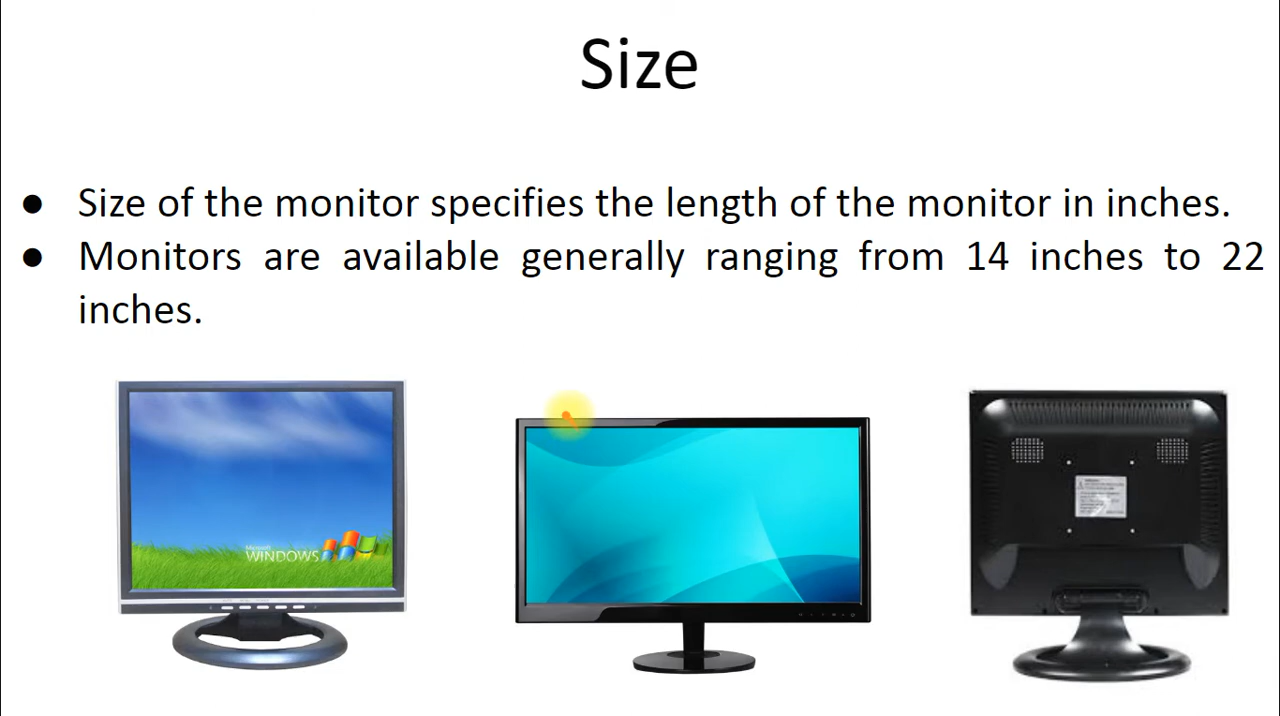 Size
● Size of the monitor specifies the length of the monitor in inches.
● Monitors are available generally ranging from 14 inches to 22
inches.
Microsoft
WINDOWS